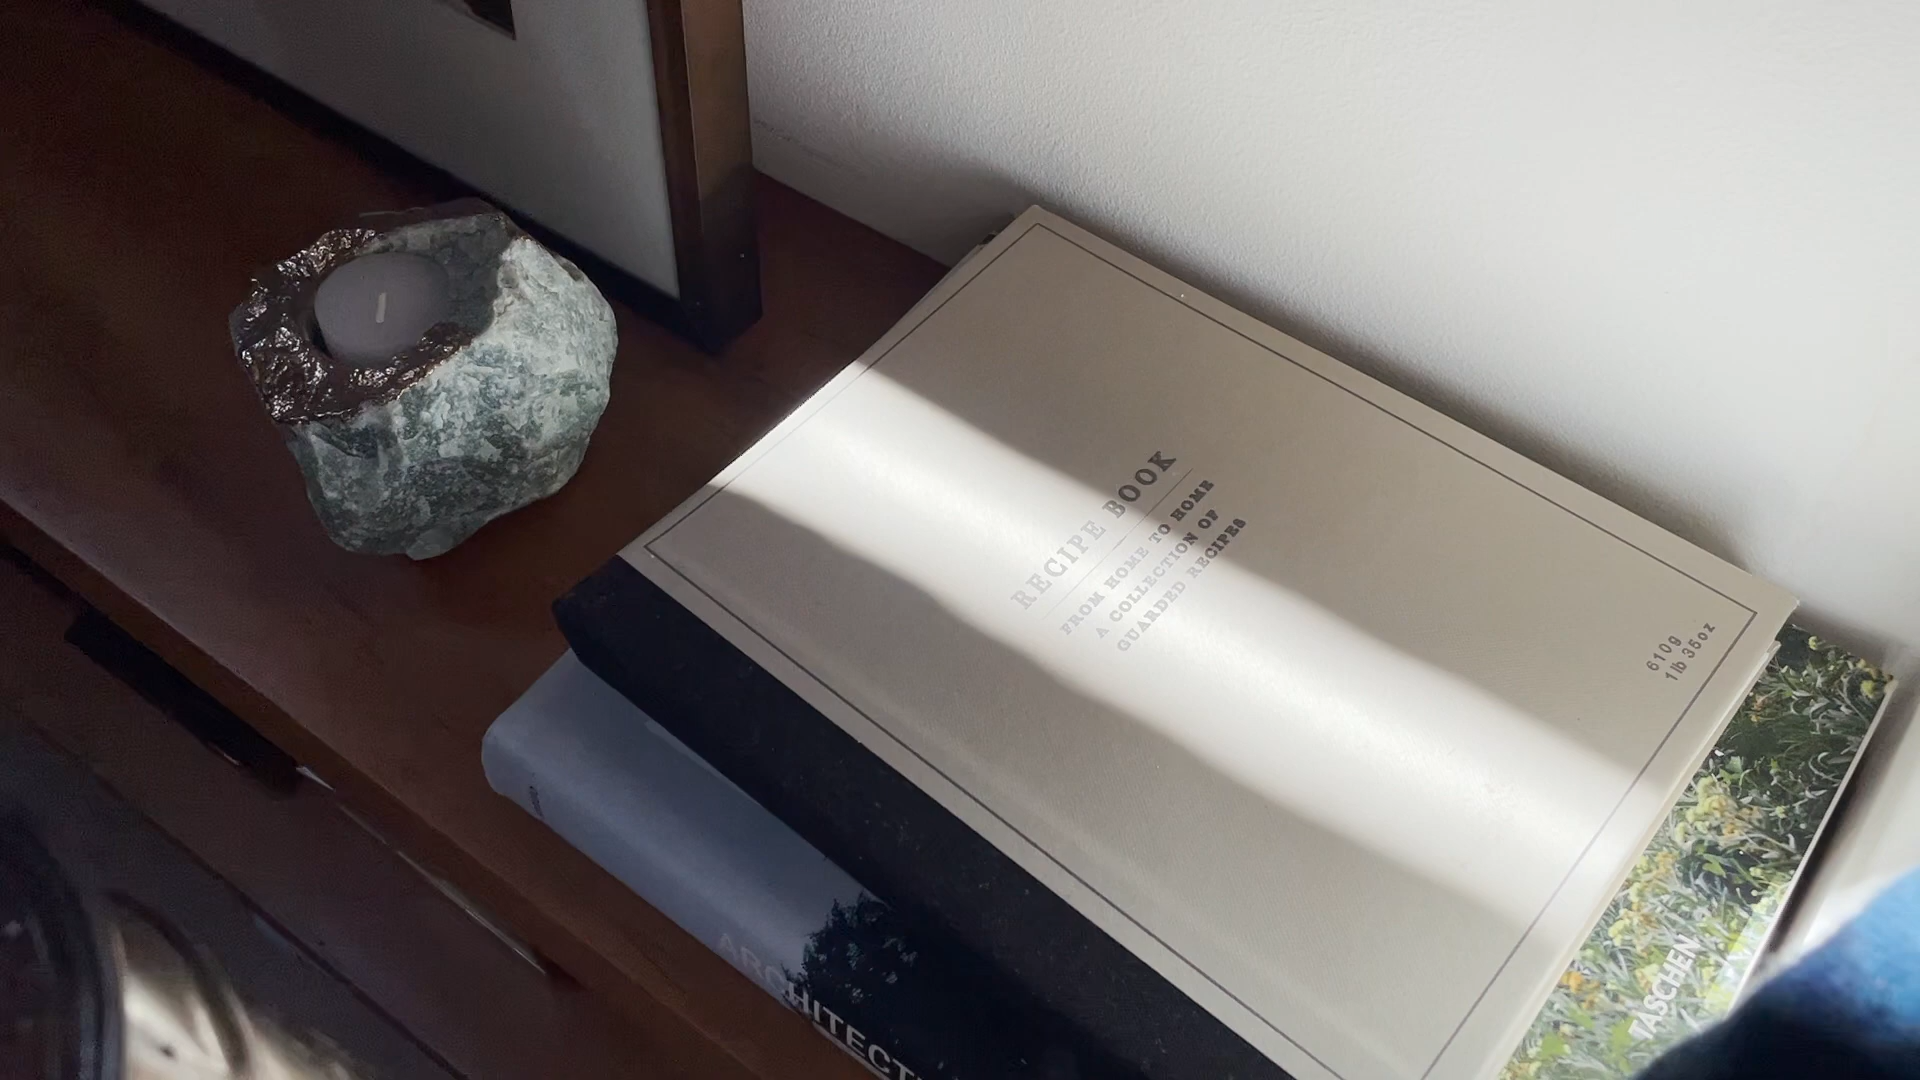 RECIPE BOOK
FROM HOME TO HOME
A COLLECTION OF
GUARDED RECIPES
610g
1lb 35oz
ARCHITECT
TASCHEN